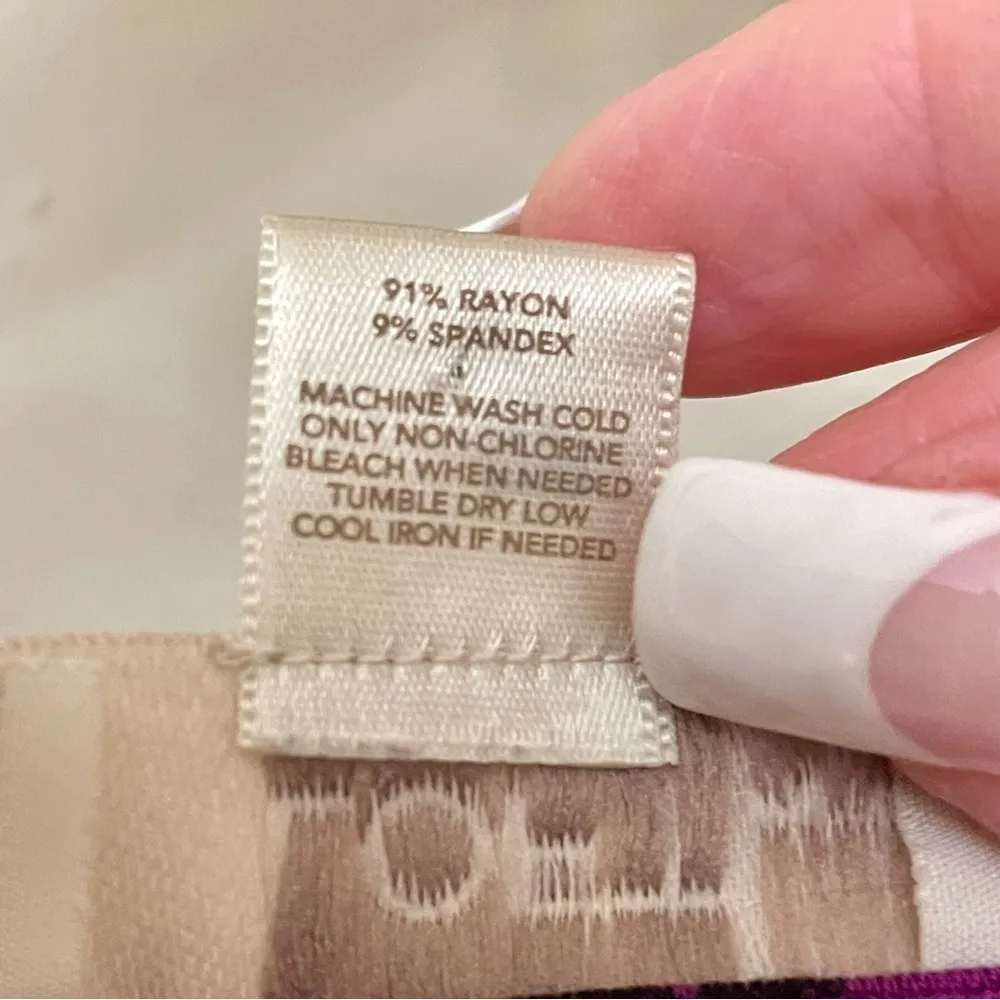 91% RAYON
9% SPANDEX
MACHINE WASH COLD
ONLY NON-CHLORINE
BLEACH WHEN NEEDED
TUMBLE DRY LOW
COOL IRON IF NEEDED